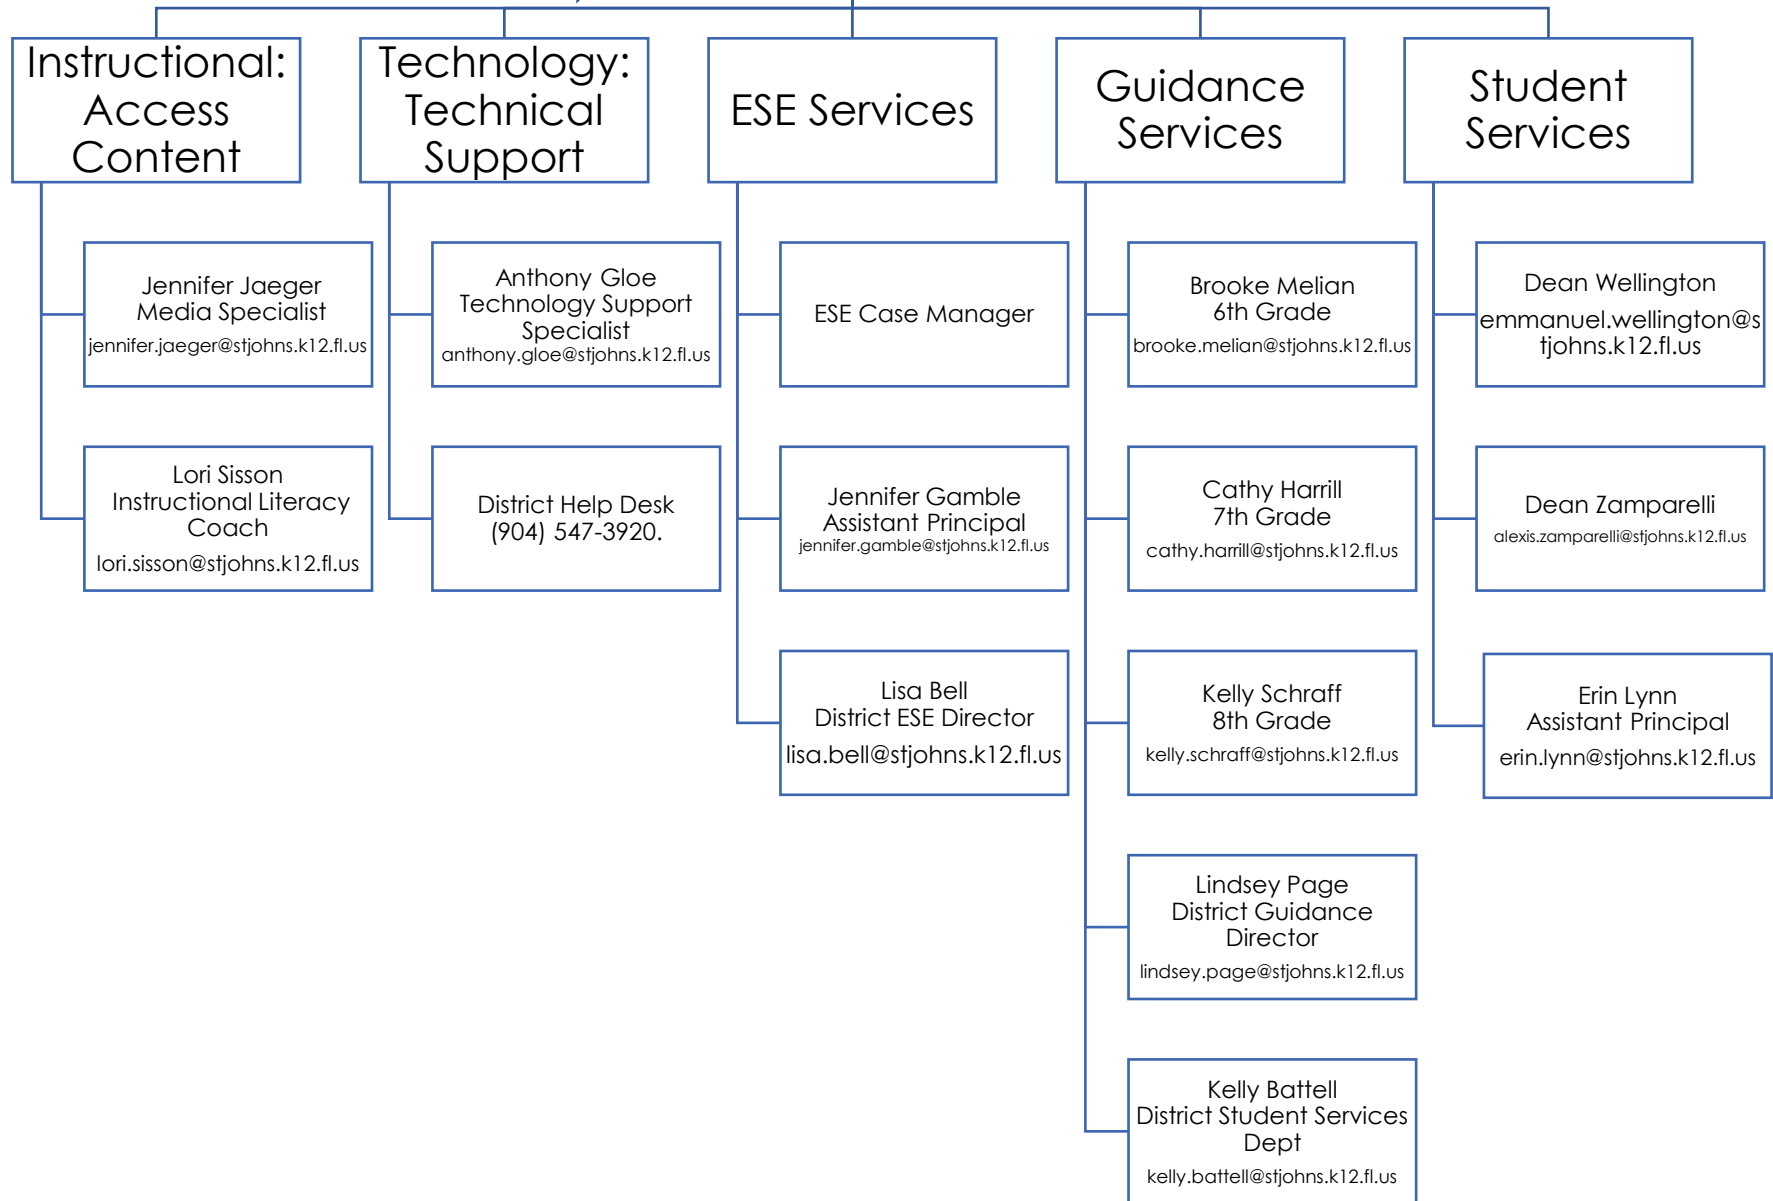 Instructional:
Access
Content
Jennifer Jaeger
Media Specialist
jennifer.jaeger@stjohns.k12.fl.us
Lori Sisson
Instructional Literacy
Coach
lori.sisson@stjohns.k12.fl.us
Technology:
Technical
Support
Anthony Gloe
Technology Support
Specialist
anthony.gloe@stjohns.k12.fl.us
District Help Desk
(904) 547-3920.
ESE Services
ESE Case Manager
Jennifer Gamble
Assistant Principal
jennifer.gamble@stjohns.k12.fl.us
Lisa Bell
District ESE Director
lisa.bell@stjohns.k12.fl.us
Guidance
Services
Brooke Melian
6th Grade
brooke.melian@stjohns.k12.fl.us
Cathy Harrill
7th Grade
cathy.harrill@stjohns.k12.fl.us
Kelly Schraff
8th Grade
kelly.schraff@stjohns.k12.fl.us
Lindsey Page
District Guidance
Director
lindsey.page@stjohns.k12.fl.us
Kelly Battell
District Student Services
Dept
kelly.battell@stjohns.k12.fl.us
Student
Services
Dean Wellington
emmanuel.wellington@s
tjohns.k12.fl.us
Dean Zamparelli
alexis.zamparelli@stjohns.k12.fl.us
Erin Lynn
Assistant Principal
erin.lynn@stjohns.k12.fl.us